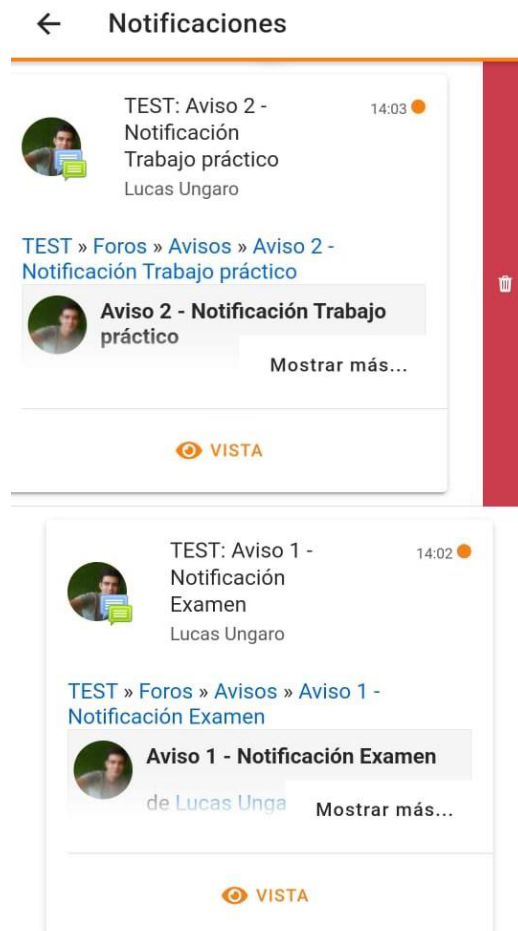 Notificaciones
TEST: Aviso 2 -
Notificación
Trabajo práctico
14:03
Lucas Ungaro
TEST » Foros » Avisos » Aviso 2 -
Notificación Trabajo práctico
Aviso 2 - Notificación Trabajo
práctico
Mostrar más...
VISTA
TEST: Aviso 1 -
Notificación
Examen
14:02
Lucas Ungaro
TEST » Foros » Avisos » Aviso 1 -
Notificación Examen
Aviso 1 - Notificación Examen
de Lucas Unga
Mostrar más...
VISTA